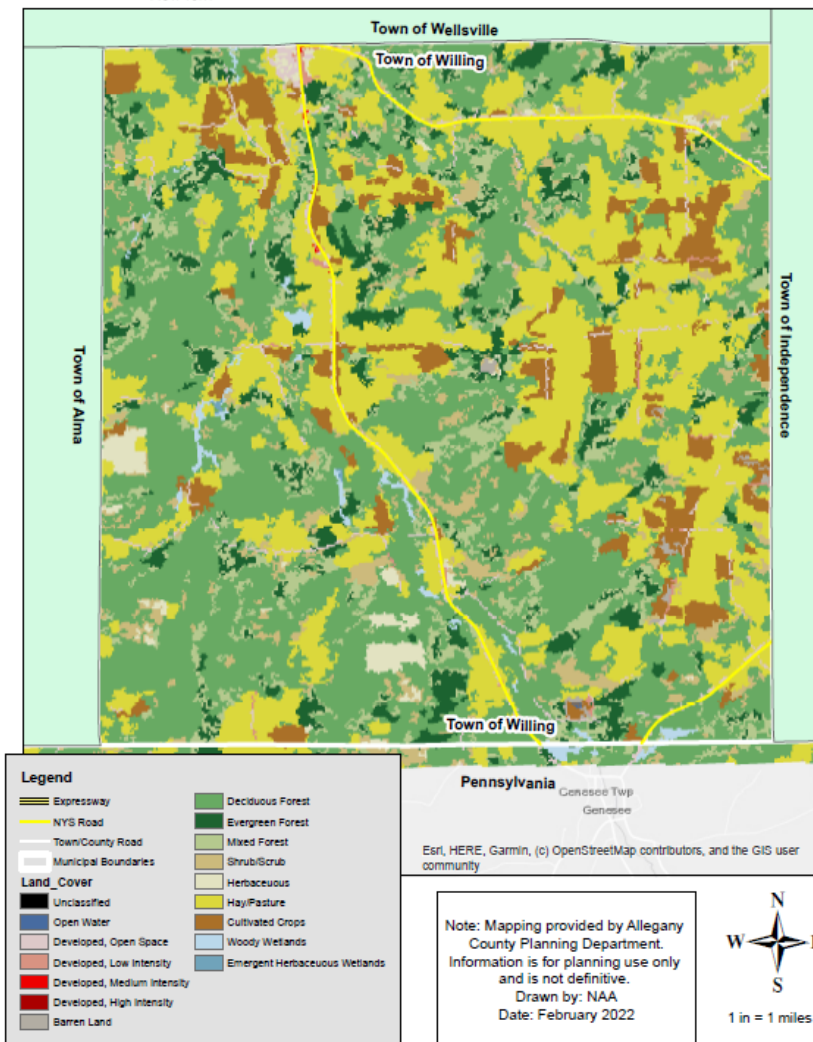 Town of Wellsville
Town of Willing
Town of Alma
Town of Independence
Town of Willing
Pennsylvania
Genesee Twp
Genesee
Esri, HERE, Garmin, (c) OpenStreetMap contributors, and the GIS user
community
Legend
Expressway
NYS Road
Town/County Road
Municipal Boundaries
Land_Cover
Unclassified
Open Water
Developed, Open Space
Developed, Low Intensity
Developed, Medium Intensity
Developed, High Intensity
Barren Land
Deciduous Forest
Evergreen Forest
Mixed Forest
Shrub/Scrub
Herbaceous
Hay/Pasture
Cultivated Crops
Woody Wetlands
Emergent Herbaceuous Wetlands
Note: Mapping provided by Allegany
County Planning Department.
Information is for planning use only
and is not definitive.
Drawn by: NAA
Date: February 2022
N
W
S
1 in = 1 miles